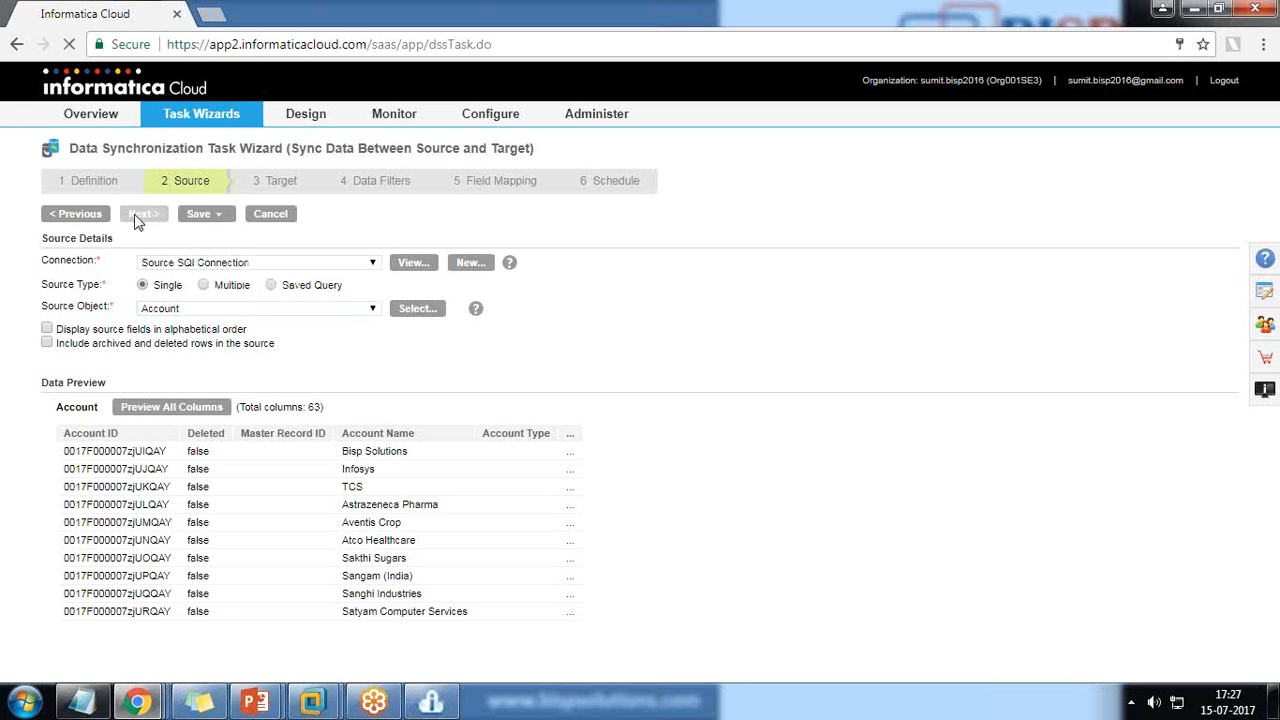 Informatica Cloud
Secure https://app2.informaticacloud.com/saas/app/dssTask.do
informatica Cloud
Organization: sumit.bisp2016 (Org001SE3) sumit.bisp2016@gmail.com Logout
Overview Task Wizards Design Monitor Configure Administer
Data Synchronization Task Wizard (Sync Data Between Source and Target)
1 Definition 2 Source 3 Target 4 Data Filters 5 Field Mapping 6 Schedule
< Previous Next > Save Cancel
Source Details
Connection:* Source SQl Connection View... New... ?
Source Type:* Single Multiple Saved Query
Source Object:* Account Select... ?
Display source fields in alphabetical order
Include archived and deleted rows in the source
Data Preview
Account Preview All Columns (Total columns: 63)
Account ID Deleted Master Record ID Account Name Account Type ...
0017F000007zjUIQAY false Bisp Solutions ...
0017F000007zjUJQAY false Infosys ...
0017F000007zjUKQAY false TCS ...
0017F000007zjULQAY false Astrazeneca Pharma ...
0017F000007zjUMQAY false Aventis Crop ...
0017F000007zjUNQAY false Atco Healthcare ...
0017F000007zjUOQAY false Sakthi Sugars ...
0017F000007zjUPQAY false Sangam (India) ...
0017F000007zjUQQAY false Sanghi Industries ...
0017F000007zjURQAY false Satyam Computer Services ...
www.bispsolutions.com
17:27
15-07-2017